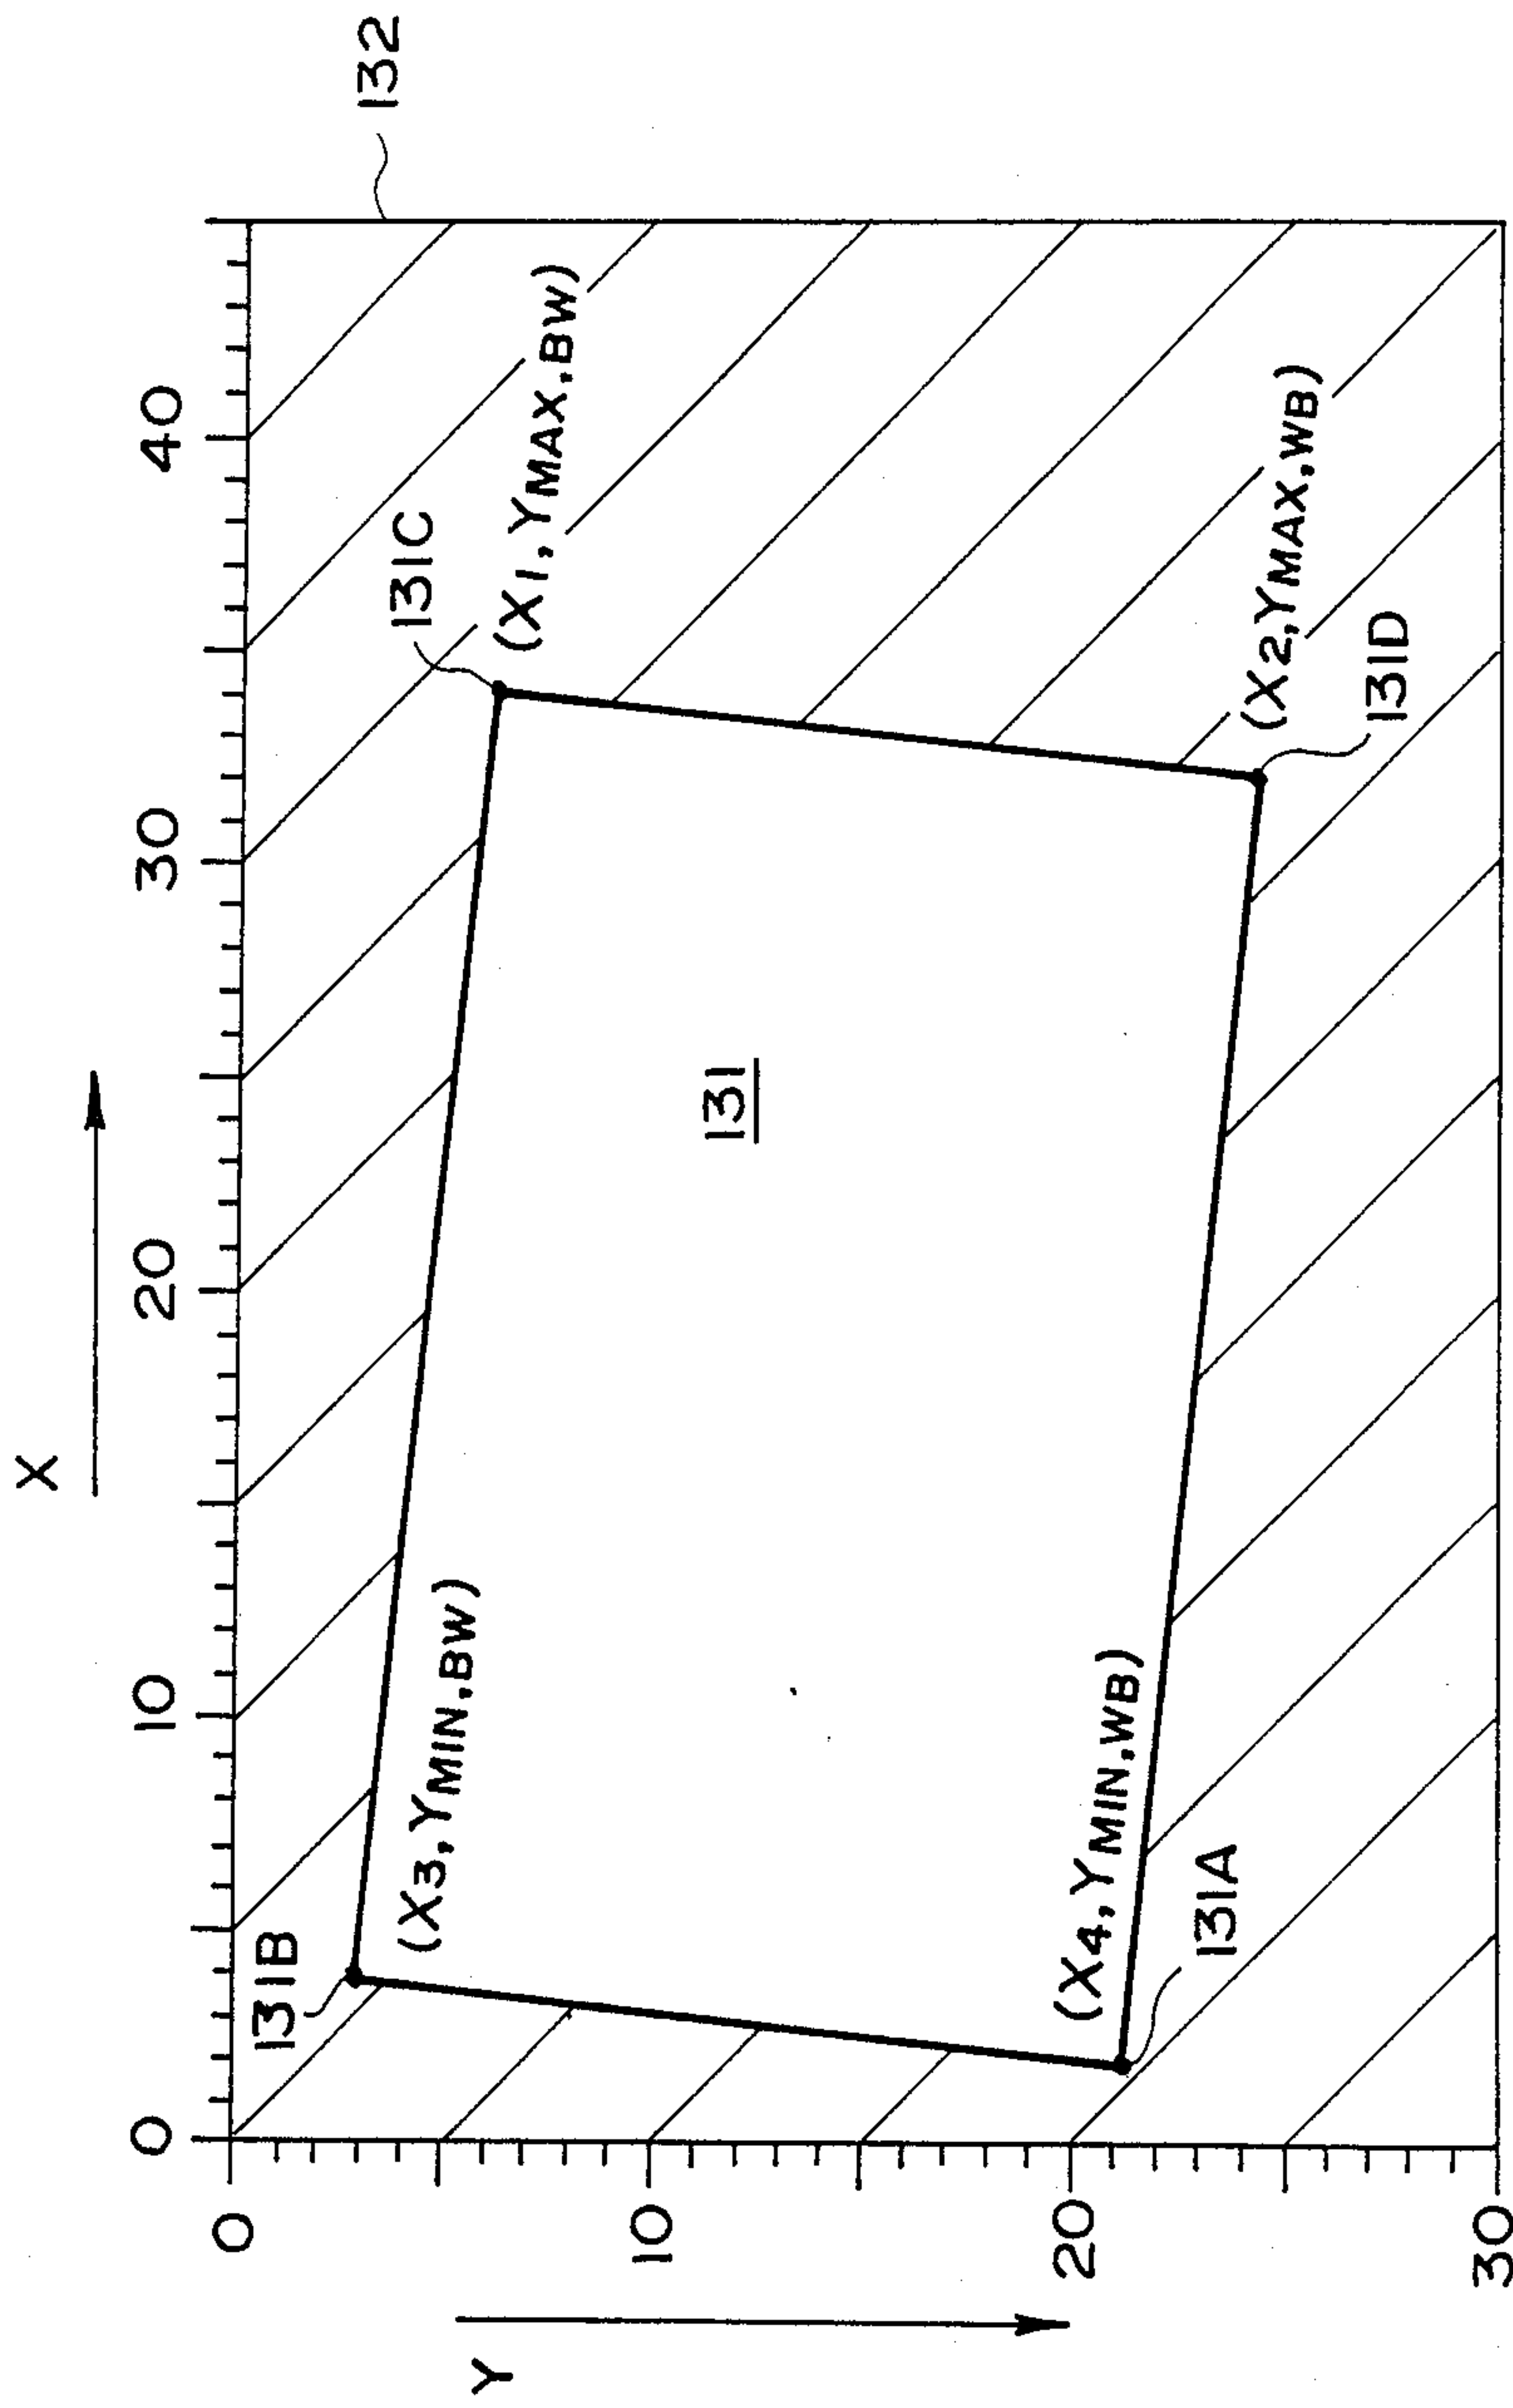 X
0 10 20 30 40
132
Y
0
10
20
30
131B
(X3, YMIN.BW)
131C
(X1, YMAX.BW)
131
(X4, YMIN.WB)
131A
(X2, YMAX.WB)
131D